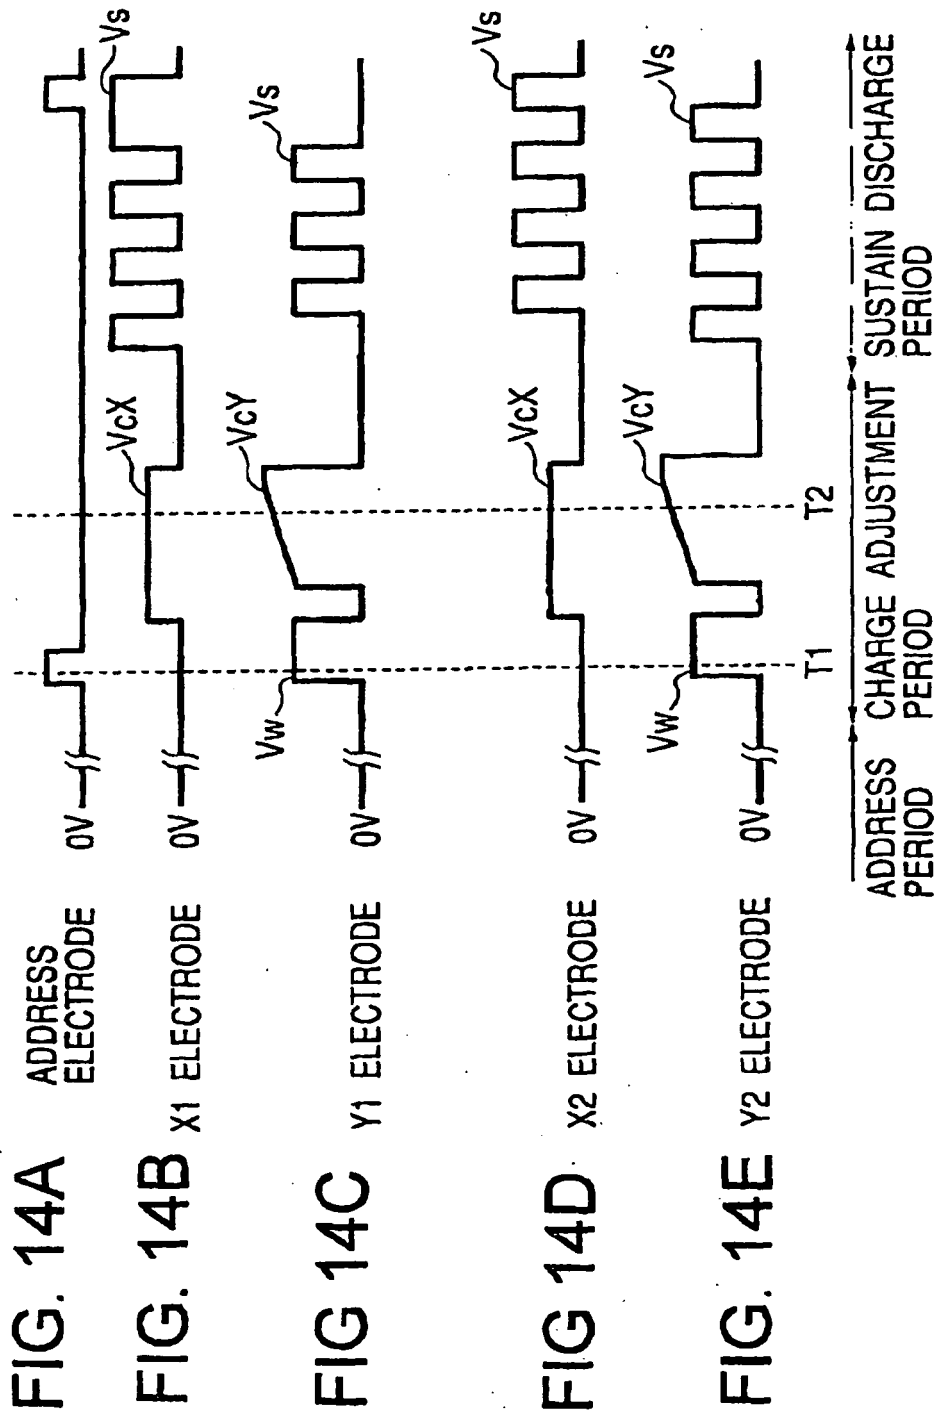 FIG. 14A
ADDRESS
ELECTRODE
0V
FIG. 14B
X1 ELECTRODE
0V
VcX
Vs
FIG 14C
Y1 ELECTRODE
0V
Vw
VcY
Vs
FIG 14D
X2 ELECTRODE
0V
VcX
Vs
FIG. 14E
Y2 ELECTRODE
0V
Vw
VcY
Vs
T1
T2
ADDRESS
PERIOD
CHARGE ADJUSTMENT
PERIOD
SUSTAIN DISCHARGE
PERIOD